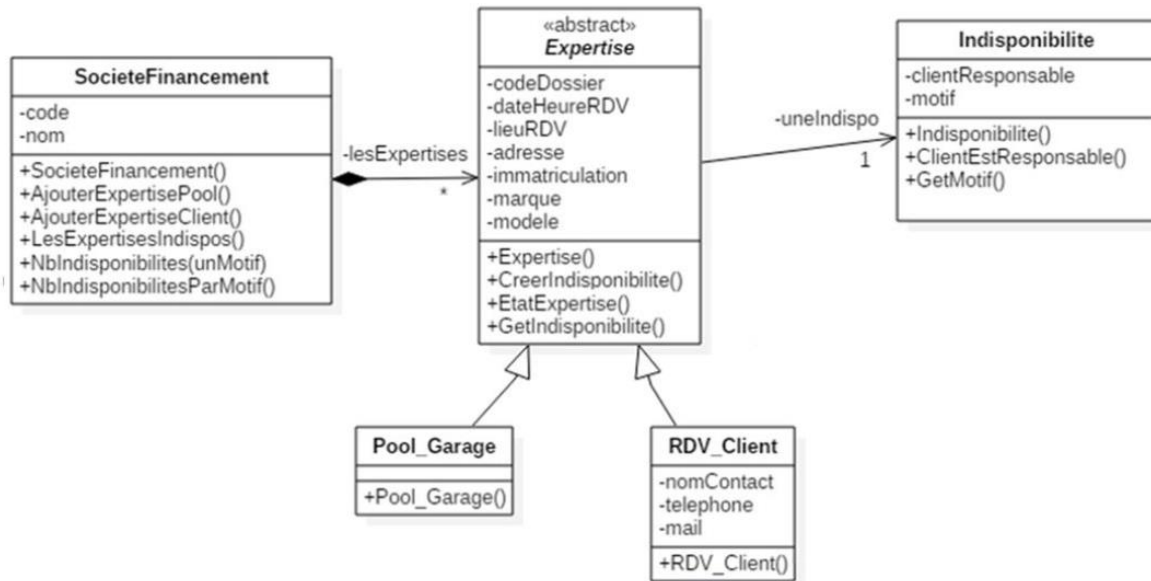 SocieteFinancement
-code
-nom
+SocieteFinancement()
+AjouterExpertisePool()
+AjouterExpertiseClient()
+LesExpertisesIndispos()
+NbIndisponibilites(unMotif)
+NbIndisponibilitesParMotif()
-lesExpertises
*
«abstract»
Expertise
-codeDossier
-dateHeureRDV
-lieuRDV
-adresse
-immatriculation
-marque
-modele
+Expertise()
+CreerIndisponibilite()
+EtatExpertise()
+GetIndisponibilite()
-uneIndispo
1
Indisponibilite
-clientResponsable
-motif
+Indisponibilite()
+ClientEstResponsable()
+GetMotif()
Pool_Garage
+Pool_Garage()
RDV_Client
-nomContact
-telephone
-mail
+RDV_Client()